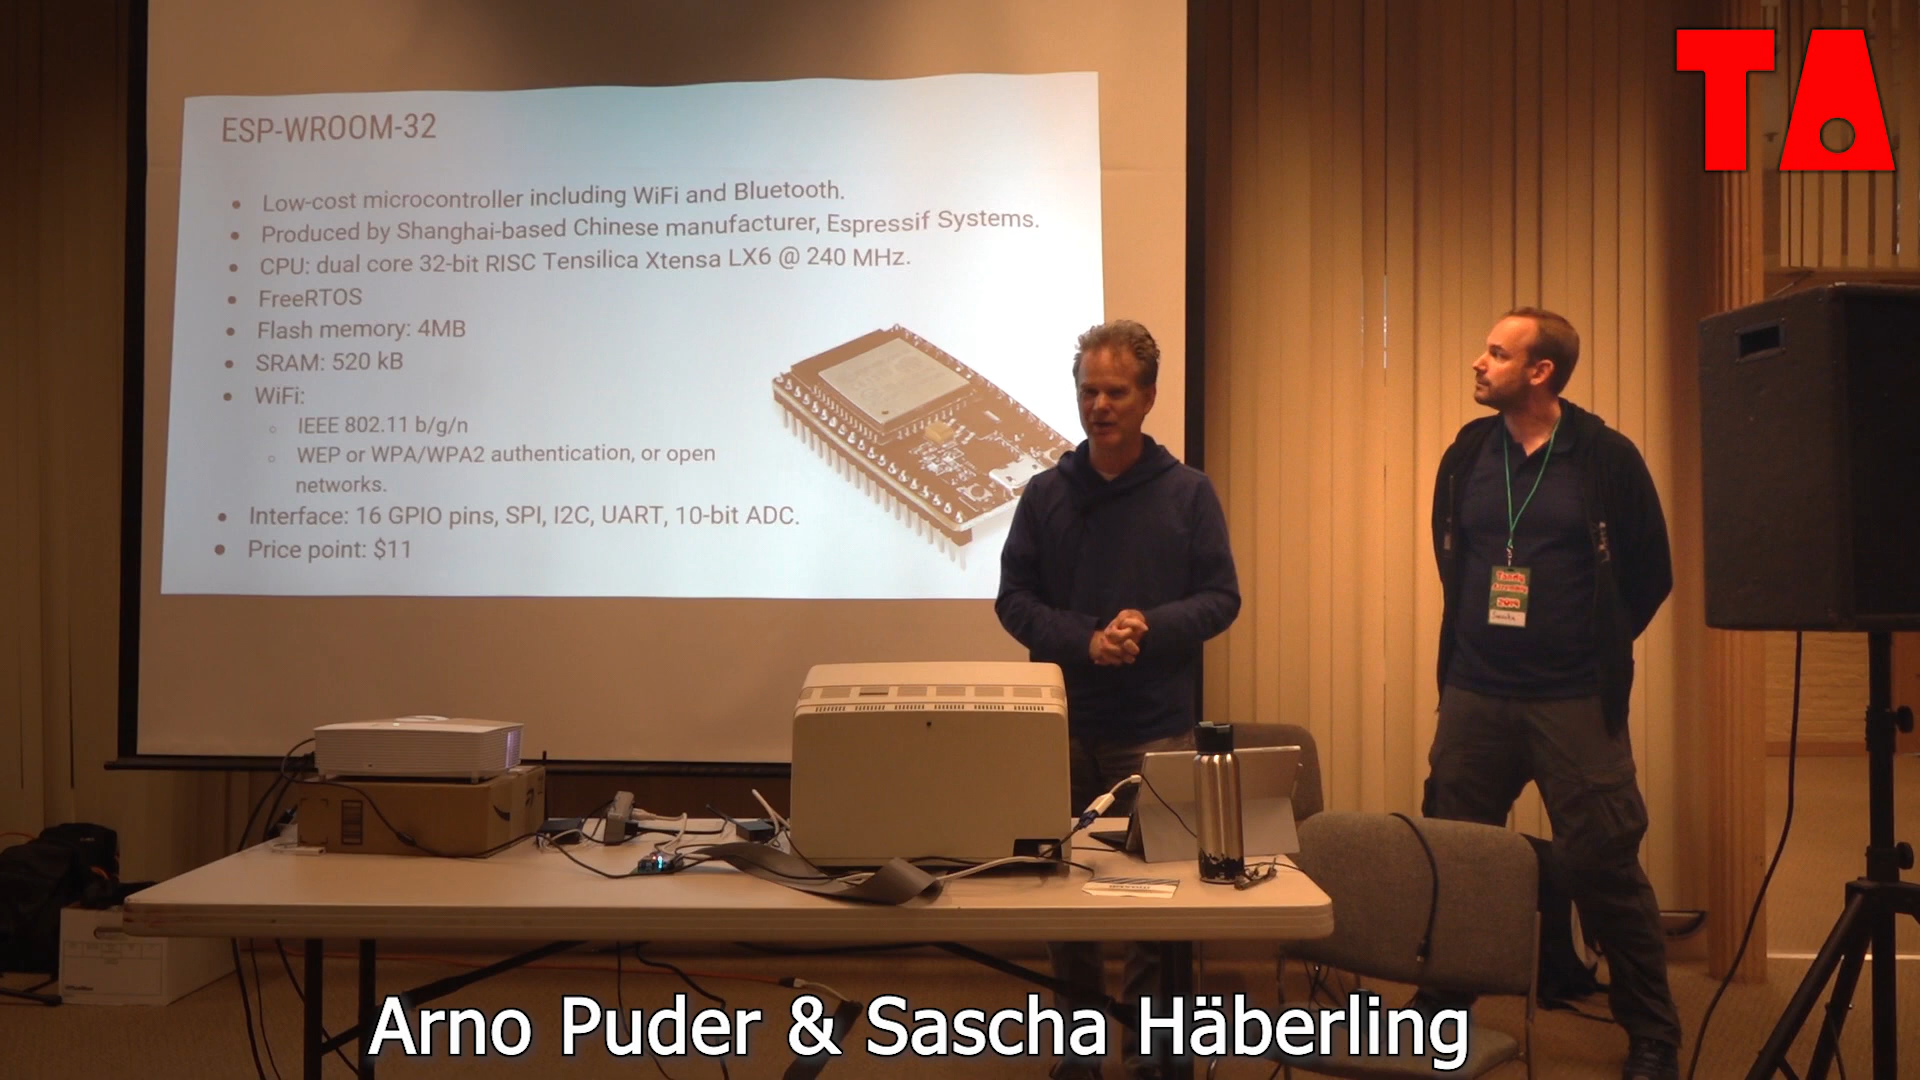 TA
ESP-WROOM-32
• Low-cost microcontroller including WiFi and Bluetooth.
• Produced by Shanghai-based Chinese manufacturer, Espressif Systems.
• CPU: dual core 32-bit RISC Tensilica Xtensa LX6 @ 240 MHz.
• FreeRTOS
• Flash memory: 4MB
• SRAM: 520 kB
• WiFi:
○ IEEE 802.11 b/g/n
○ WEP or WPA/WPA2 authentication, or open
networks.
• Interface: 16 GPIO pins, SPI, I2C, UART, 10-bit ADC.
• Price point: $11
Tandy
Assembly
Sascha
Arno Puder & Sascha Häberling